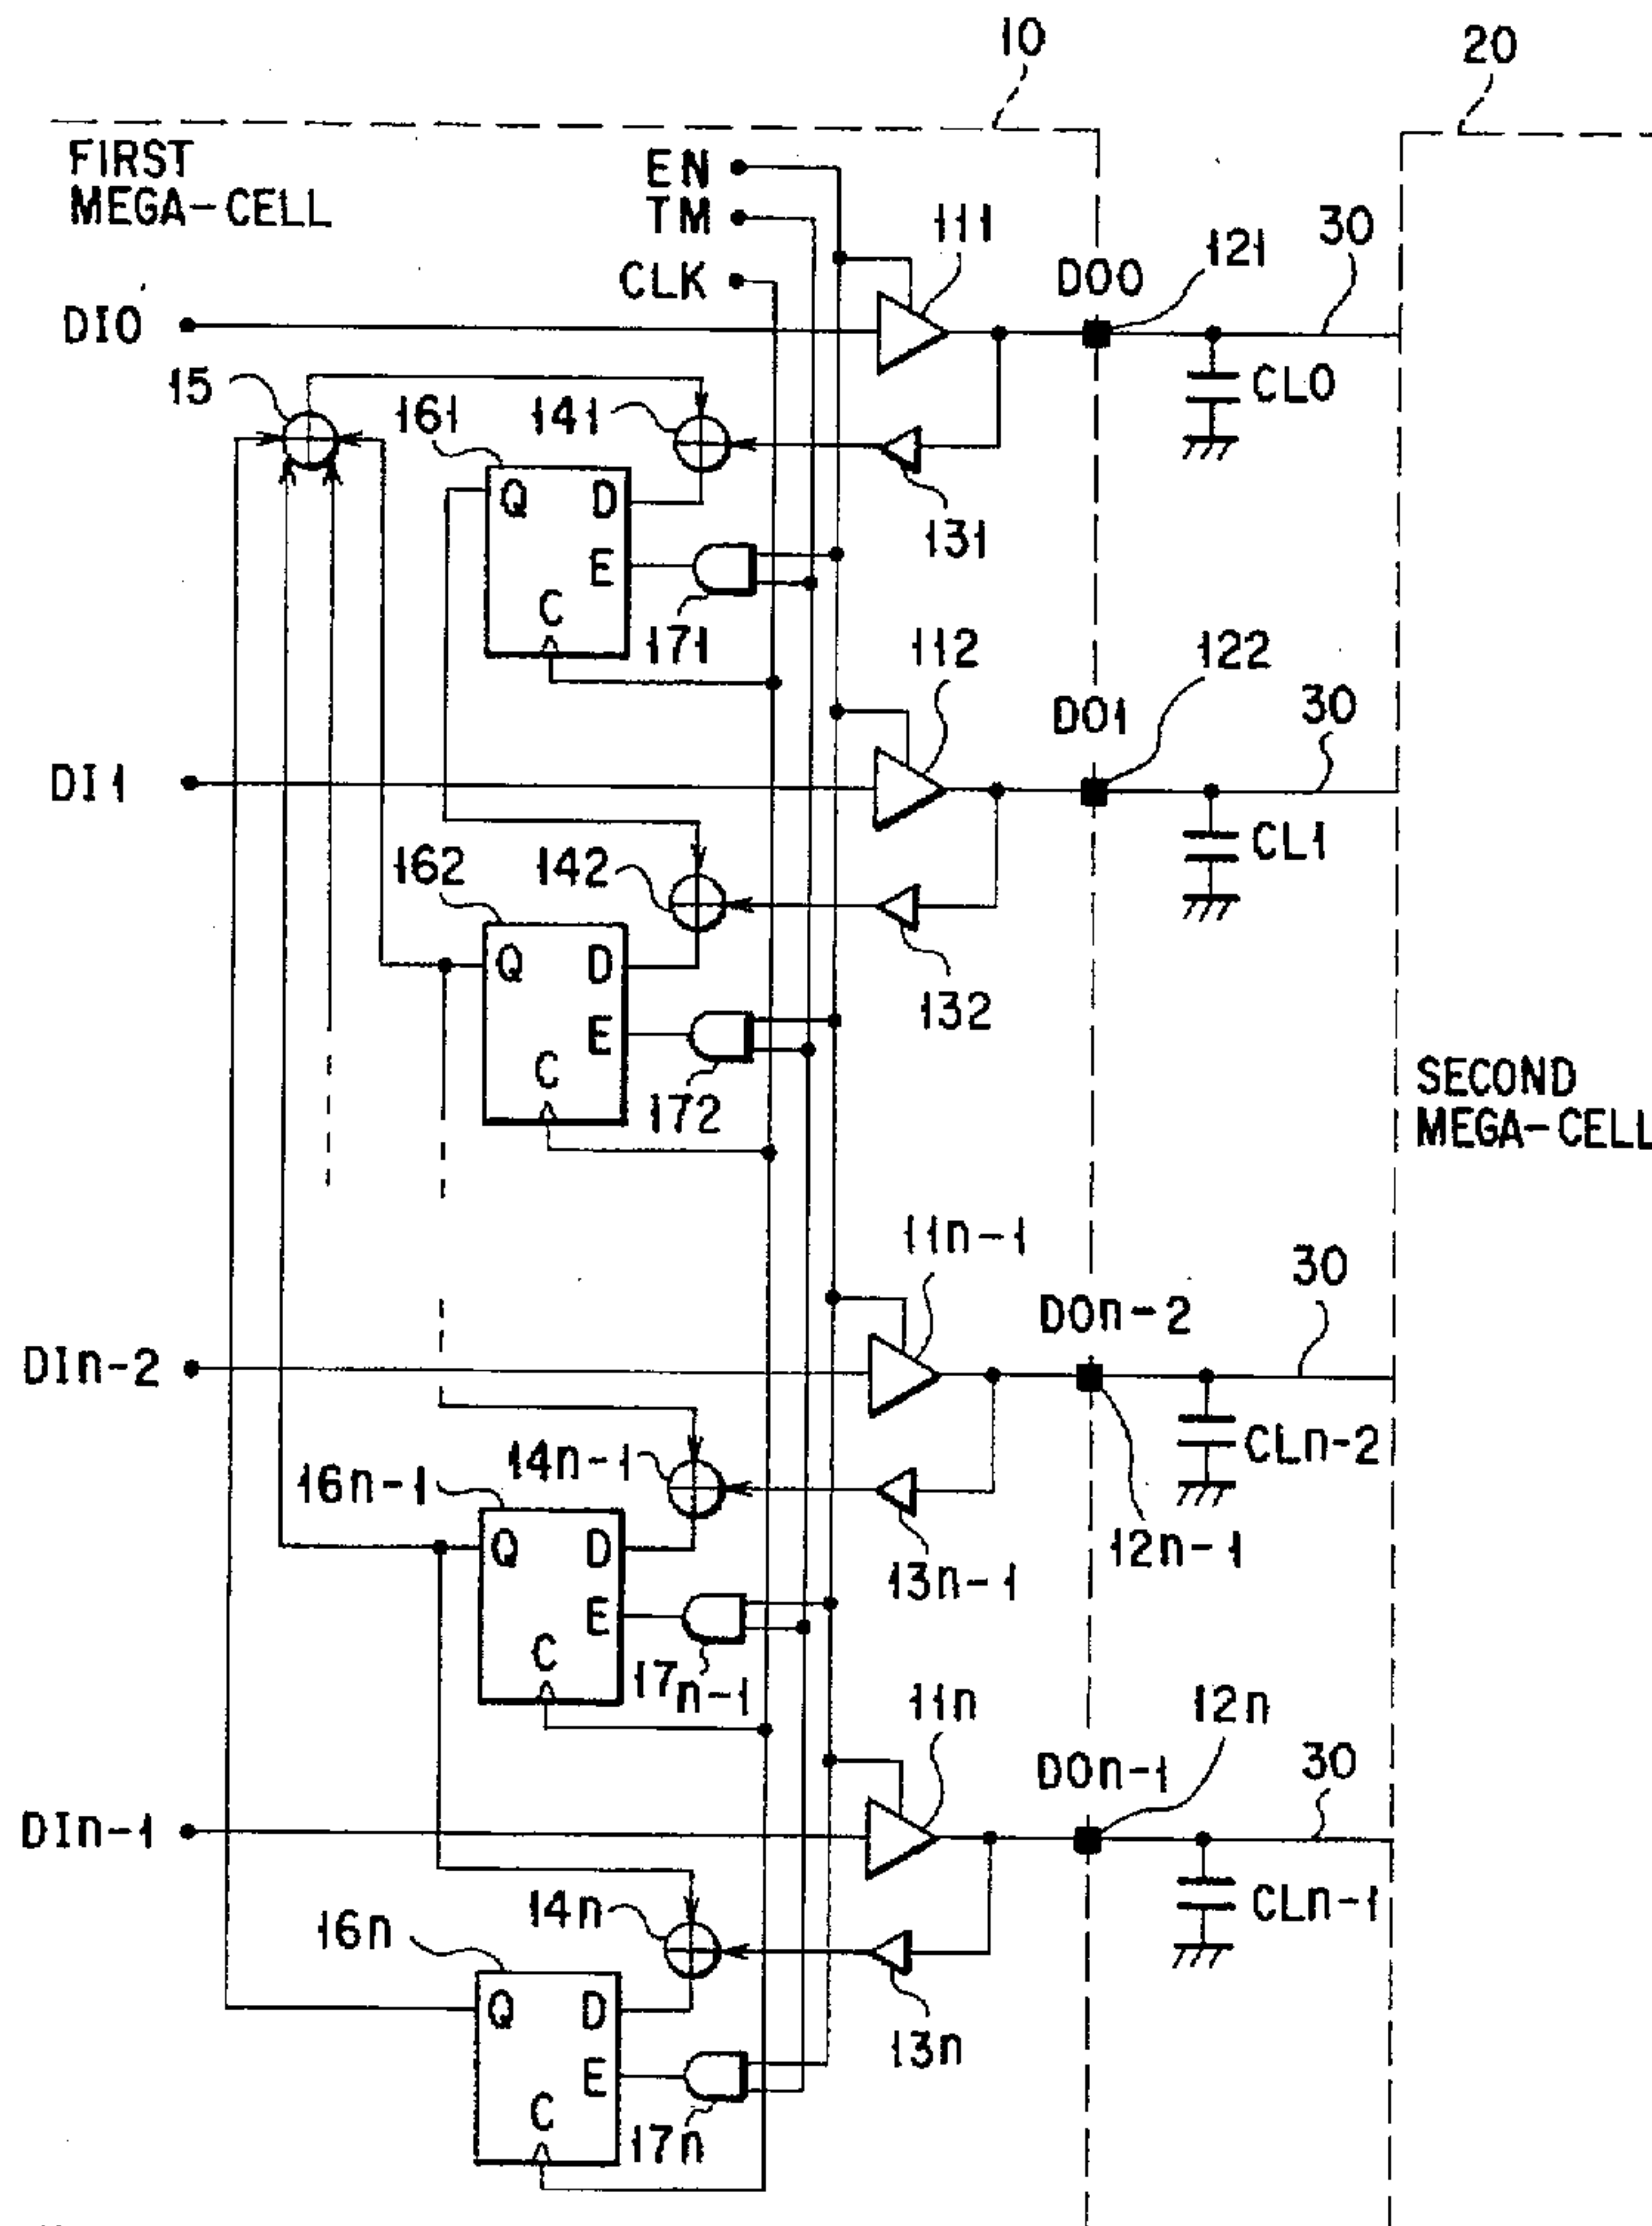 10
20
FIRST
MEGA-CELL
EN
TM
CLK
111
DO0
121
30
DI0
15
161
141
CL0
Q
D
E
C
131
171
112
122
DO1
30
DI1
162
142
CL1
Q
D
E
C
132
172
SECOND
MEGA-CELL
11n-1
DOn-2
30
DIn-2
16n-1
14n-1
CLn-2
Q
D
E
C
13n-1
12n-1
17n-1
11n
12n
DOn-1
30
DIn-1
16n
14n
CLn-1
Q
D
E
C
13n
17n